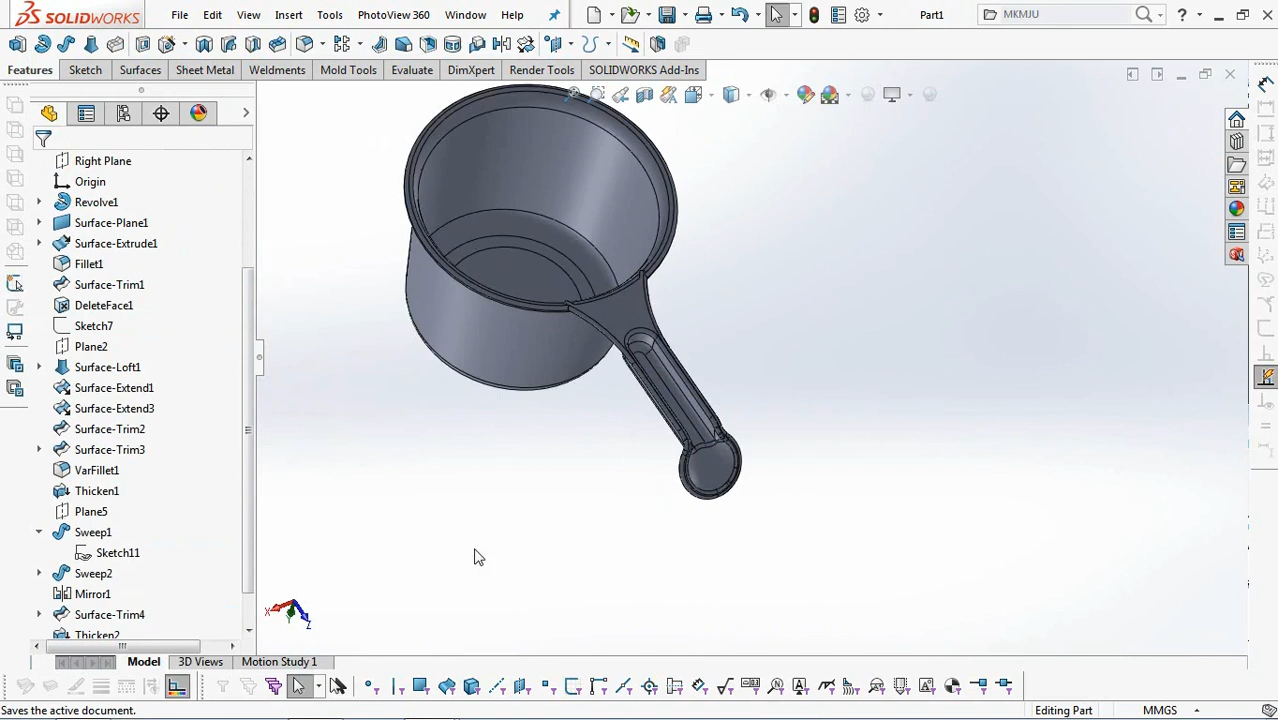 SOLIDWORKS File Edit View Insert Tools PhotoView 360 Window Help Part1 MKMJU ?
Features Sketch Surfaces Sheet Metal Weldments Mold Tools Evaluate DimXpert Render Tools SOLIDWORKS Add-Ins
Right Plane
Origin
Revolve1
Surface-Plane1
Surface-Extrude1
Fillet1
Surface-Trim1
DeleteFace1
Sketch7
Plane2
Surface-Loft1
Surface-Extend1
Surface-Extend3
Surface-Trim2
Surface-Trim3
VarFillet1
Thicken1
Plane5
Sweep1
Sketch11
Sweep2
Mirror1
Surface-Trim4
Thicken2
X Y Z
Model 3D Views Motion Study 1
Saves the active document. Editing Part MMGS